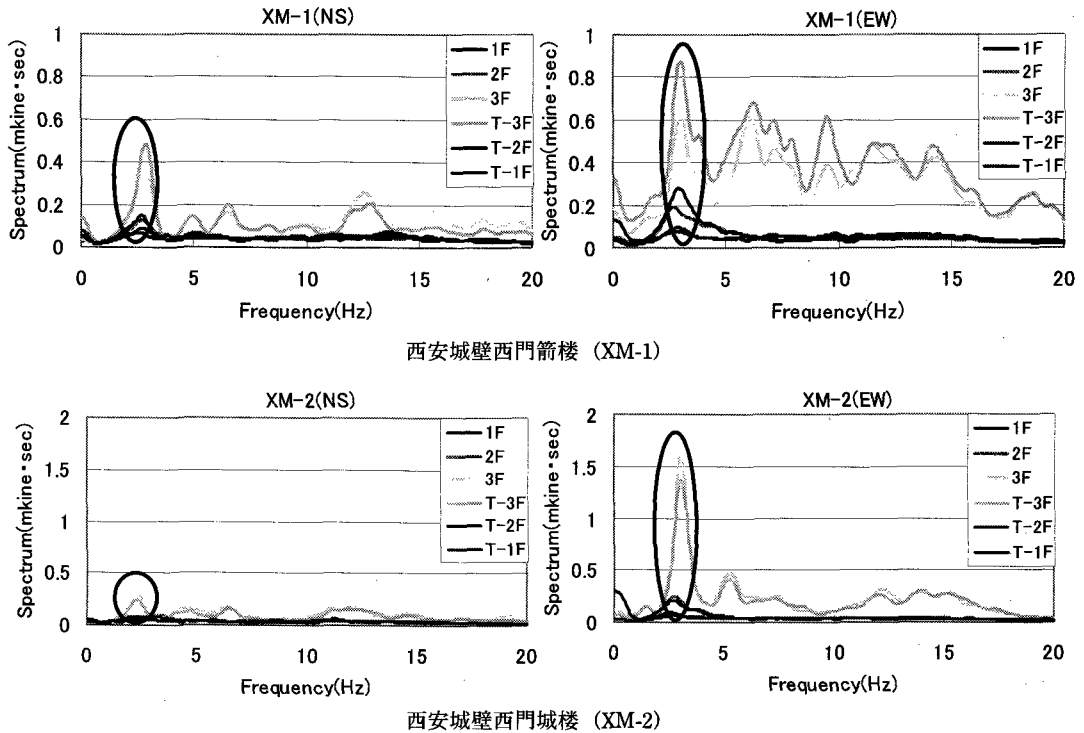 XM-1(NS)
Spectrum(mkine・sec)
1
0.8
0.6
0.4
0.2
0
0 5 10 15 20
Frequency(Hz)
1F
2F
3F
T-3F
T-2F
T-1F
XM-1(EW)
Spectrum(mkine・sec)
1
0.8
0.6
0.4
0.2
0
0 5 10 15 20
Frequency(Hz)
1F
2F
3F
T-3F
T-2F
T-1F
西安城壁西門箭楼 (XM-1)
XM-2(NS)
Spectrum(mkine・sec)
2
1.5
1
0.5
0
0 5 10 15 20
Frequency(Hz)
1F
2F
3F
T-3F
T-2F
T-1F
XM-2(EW)
Spectrum(mkine・sec)
2
1.5
1
0.5
0
0 5 10 15 20
Frequency(Hz)
1F
2F
3F
T-3F
T-2F
T-1F
西安城壁西門城楼 (XM-2)